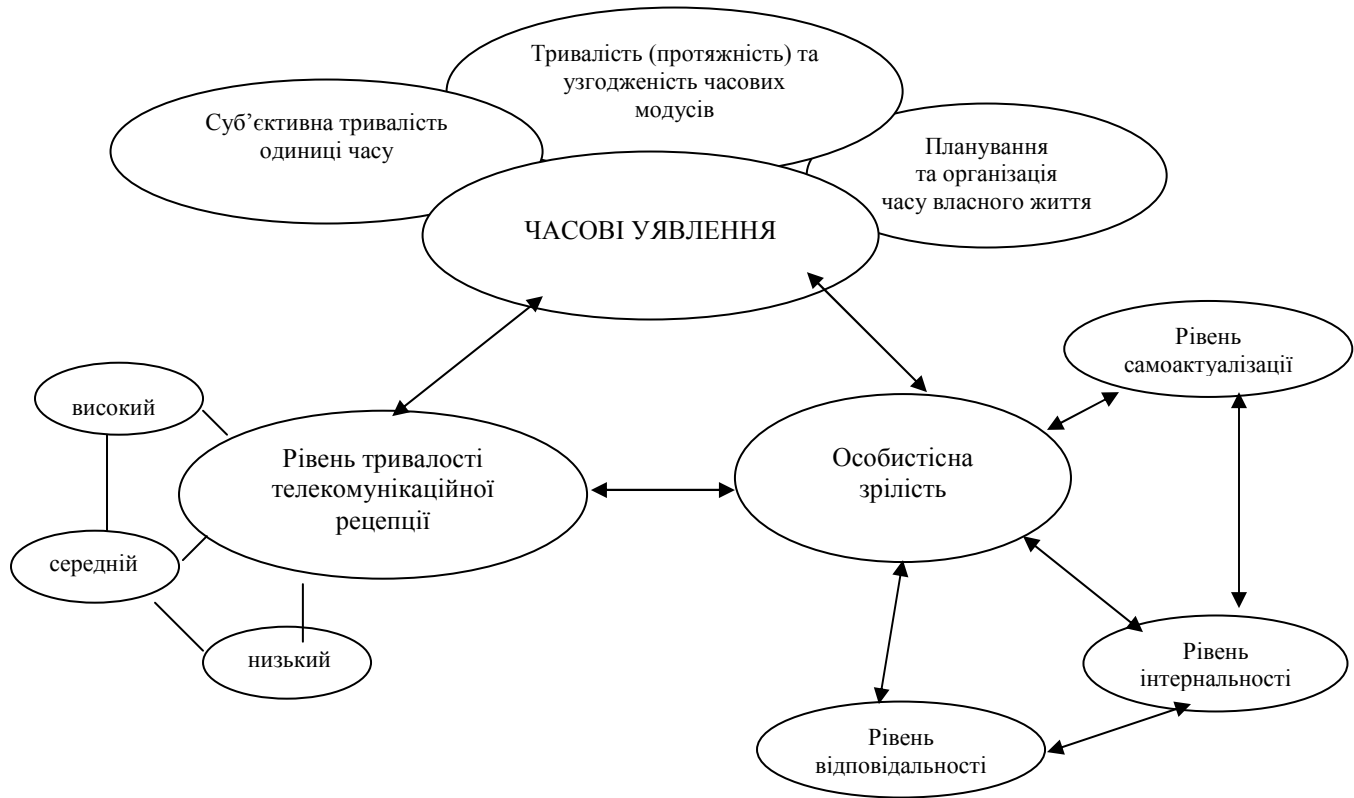 Тривалість (протяжність) та
узгодженість часових
модусів
Суб’єктивна тривалість
одиниці часу
Планування
та організація
часу власного життя
ЧАСОВІ УЯВЛЕННЯ
Рівень
самоактуалізації
високий
Рівень тривалості
телекомунікаційної
рецепції
Особистісна
зрілість
середній
низький
Рівень
інтернальності
Рівень
відповідальності